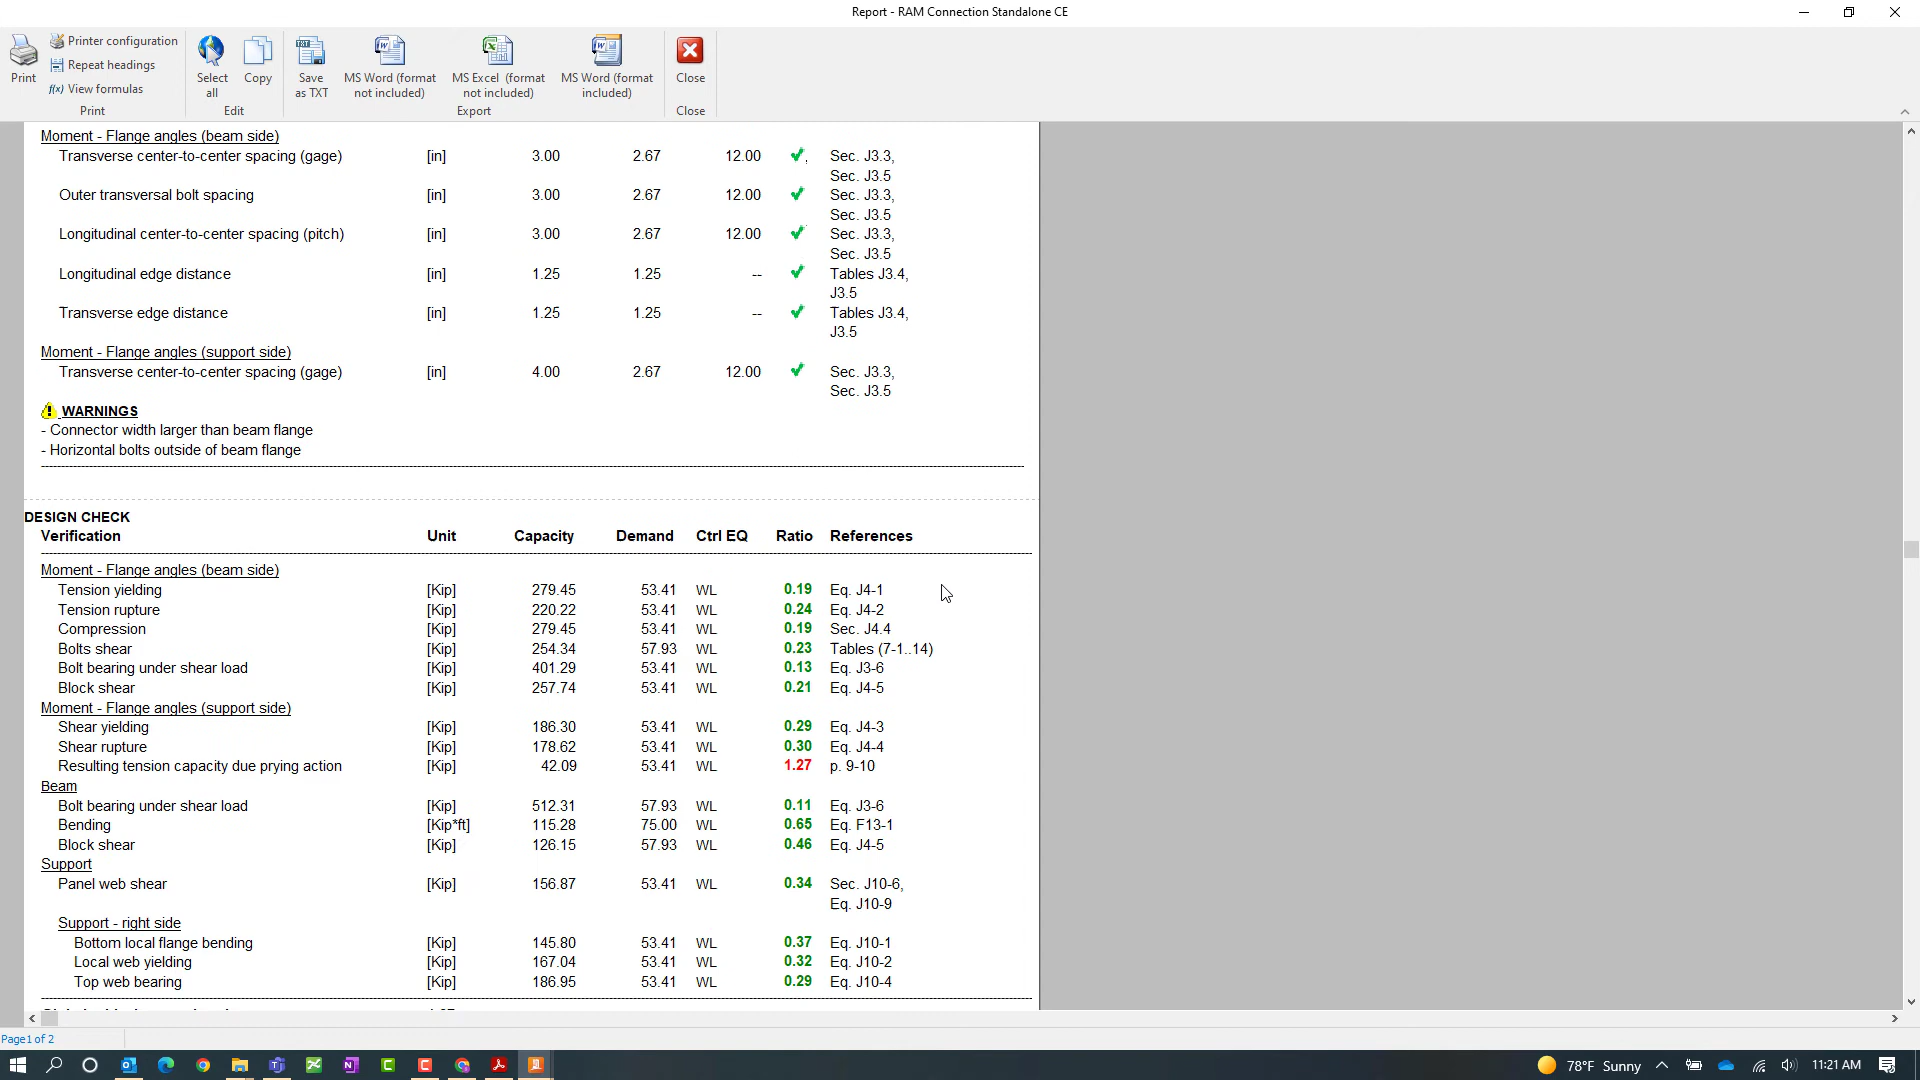 Report - RAM Connection Standalone CE
Print
Printer configuration
Repeat headings
f(x) View formulas
Print
Select all
Copy
Edit
TXT
Save as TXT
MS Word (format not included)
MS Excel (format not included)
MS Word (format included)
Export
Close
Close
Moment - Flange angles (beam side)
Transverse center-to-center spacing (gage) [in] 3.00 2.67 12.00 ✔, Sec. J3.3,
Sec. J3.5
Outer transversal bolt spacing [in] 3.00 2.67 12.00 ✔ Sec. J3.3,
Sec. J3.5
Longitudinal center-to-center spacing (pitch) [in] 3.00 2.67 12.00 ✔ Sec. J3.3,
Sec. J3.5
Longitudinal edge distance [in] 1.25 1.25 -- ✔ Tables J3.4,
J3.5
Transverse edge distance [in] 1.25 1.25 -- ✔ Tables J3.4,
J3.5
Moment - Flange angles (support side)
Transverse center-to-center spacing (gage) [in] 4.00 2.67 12.00 ✔ Sec. J3.3,
Sec. J3.5
WARNINGS
- Connector width larger than beam flange
- Horizontal bolts outside of beam flange
DESIGN CHECK
Verification Unit Capacity Demand Ctrl EQ Ratio References
Moment - Flange angles (beam side)
Tension yielding [Kip] 279.45 53.41 WL 0.19 Eq. J4-1
Tension rupture [Kip] 220.22 53.41 WL 0.24 Eq. J4-2
Compression [Kip] 279.45 53.41 WL 0.19 Sec. J4.4
Bolts shear [Kip] 254.34 57.93 WL 0.23 Tables (7-1..14)
Bolt bearing under shear load [Kip] 401.29 53.41 WL 0.13 Eq. J3-6
Block shear [Kip] 257.74 53.41 WL 0.21 Eq. J4-5
Moment - Flange angles (support side)
Shear yielding [Kip] 186.30 53.41 WL 0.29 Eq. J4-3
Shear rupture [Kip] 178.62 53.41 WL 0.30 Eq. J4-4
Resulting tension capacity due prying action [Kip] 42.09 53.41 WL 1.27 p. 9-10
Beam
Bolt bearing under shear load [Kip] 512.31 57.93 WL 0.11 Eq. J3-6
Bending [Kip*ft] 115.28 75.00 WL 0.65 Eq. F13-1
Block shear [Kip] 126.15 57.93 WL 0.46 Eq. J4-5
Support
Panel web shear [Kip] 156.87 53.41 WL 0.34 Sec. J10-6,
Eq. J10-9
Support - right side
Bottom local flange bending [Kip] 145.80 53.41 WL 0.37 Eq. J10-1
Local web yielding [Kip] 167.04 53.41 WL 0.32 Eq. J10-2
Top web bearing [Kip] 186.95 53.41 WL 0.29 Eq. J10-4
Page1 of 2
78°F Sunny
11:21 AM